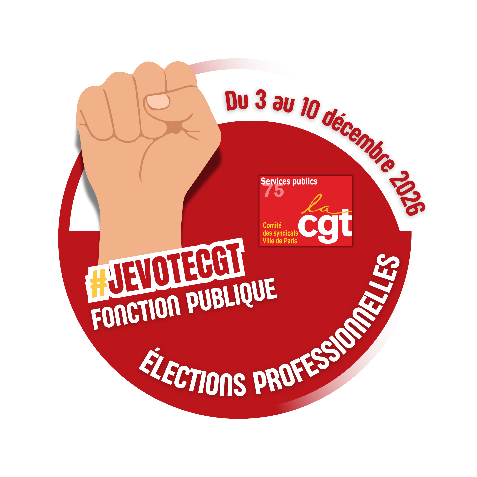 Du 3 au 10 décembre 2026
Services publics
75
la
cgt
Comité
des syndicats
Ville de Paris
#JEVOTECGT
FONCTION PUBLIQUE
ÉLECTIONS PROFESSIONNELLES